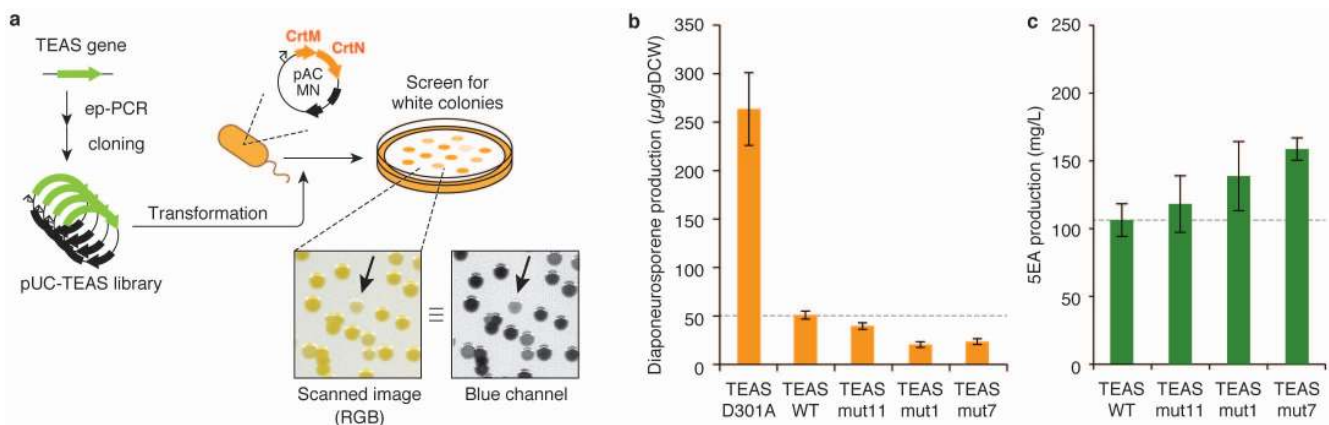 a
TEAS gene
ep-PCR
cloning
pUC-TEAS library
Transformation
CrtM
CrtN
pAC
MN
Screen for
white colonies
Scanned image
(RGB)
Blue channel
b
Diaponeurosporene production (µg/gDCW)
350
300
250
200
150
100
50
0
TEAS
D301A
TEAS
WT
TEAS
mut11
TEAS
mut1
TEAS
mut7
c
5EA production (mg/L)
250
200
150
100
50
0
TEAS
WT
TEAS
mut11
TEAS
mut1
TEAS
mut7